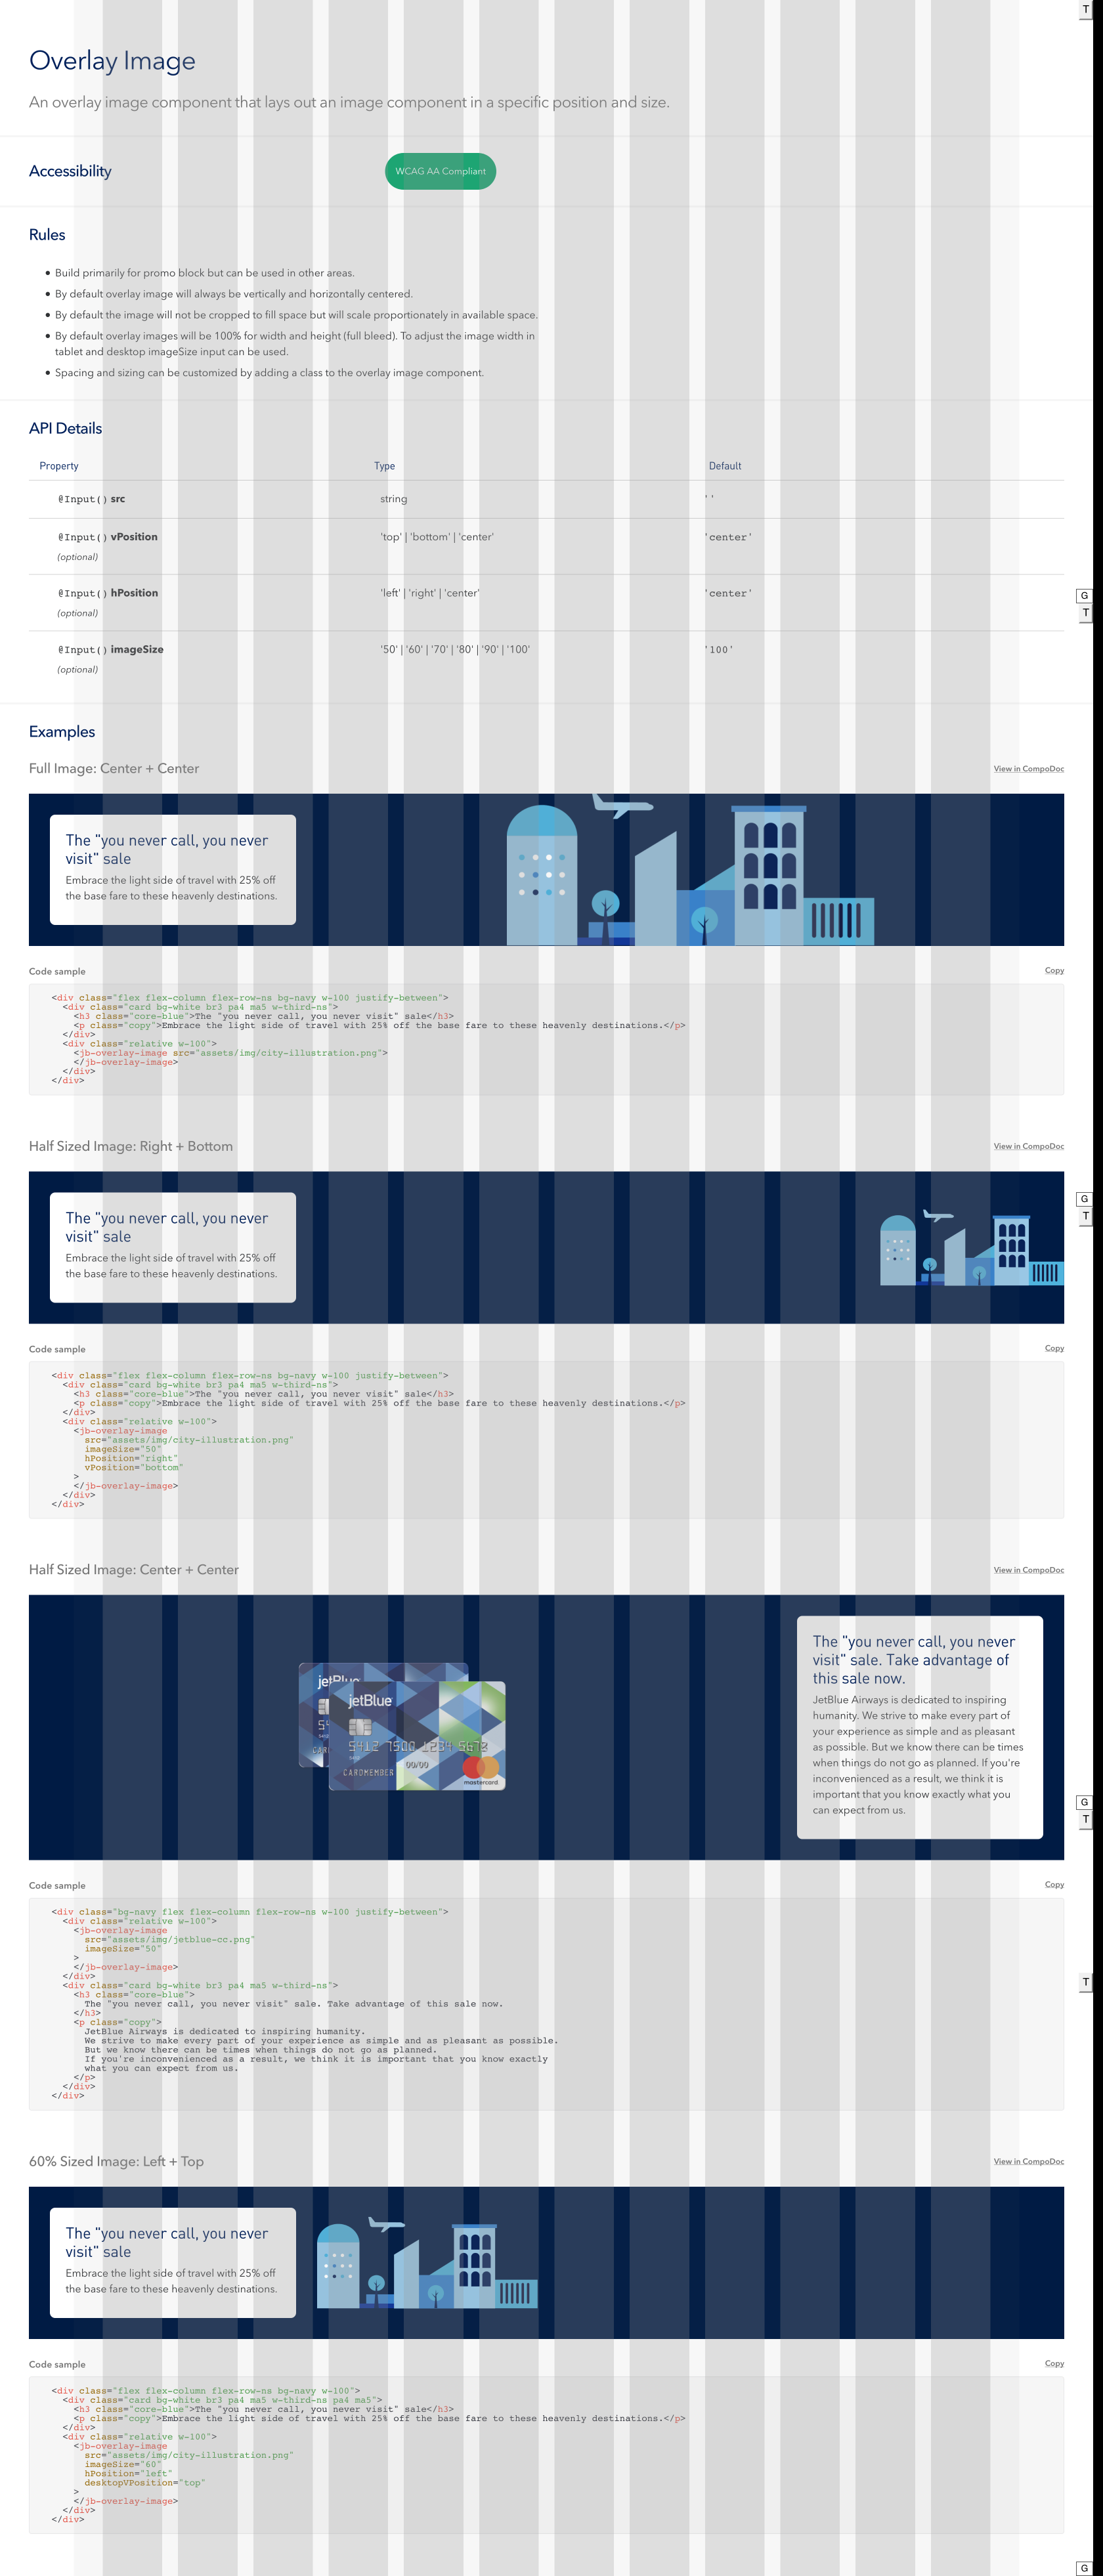 T
Overlay Image
An overlay image component that lays out an image component in a specific position and size.
Accessibility
WCAG AA Compliant
Rules
• Build primarily for promo block but can be used in other areas.
• By default overlay image will always be vertically and horizontally centered.
• By default the image will not be cropped to fill space but will scale proportionately in available space.
• By default overlay images will be 100% for width and height (full bleed). To adjust the image width in
tablet and desktop imageSize input can be used.
• Spacing and sizing can be customized by adding a class to the overlay image component.
API Details
Property Type Default
@Input() src string ' '
@Input() vPosition 'top' | 'bottom' | 'center' 'center'
(optional)
@Input() hPosition 'left' | 'right' | 'center' 'center'
(optional)
G
T
@Input() imageSize '50' | '60' | '70' | '80' | '90' | '100' '100'
(optional)
Examples
Full Image: Center + Center View in CompoDoc
The "you never call, you never
visit" sale
Embrace the light side of travel with 25% off
the base fare to these heavenly destinations.
Code sample Copy
<div class="flex flex-column flex-row-ns bg-navy w-100 justify-between">
<div class="card bg-white br3 pa4 ma5 w-third-ns">
<h3 class="core-blue">The "you never call, you never visit" sale</h3>
<p class="copy">Embrace the light side of travel with 25% off the base fare to these heavenly destinations.</p>
</div>
<div class="relative w-100">
<jb-overlay-image src="assets/img/city-illustration.png">
</jb-overlay-image>
</div>
</div>
Half Sized Image: Right + Bottom View in CompoDoc
G
T
The "you never call, you never
visit" sale
Embrace the light side of travel with 25% off
the base fare to these heavenly destinations.
Code sample Copy
<div class="flex flex-column flex-row-ns bg-navy w-100 justify-between">
<div class="card bg-white br3 pa4 ma5 w-third-ns">
<h3 class="core-blue">The "you never call, you never visit" sale</h3>
<p class="copy">Embrace the light side of travel with 25% off the base fare to these heavenly destinations.</p>
</div>
<div class="relative w-100">
<jb-overlay-image
src="assets/img/city-illustration.png"
imageSize="50"
hPosition="right"
vPosition="bottom"
>
</jb-overlay-image>
</div>
</div>
Half Sized Image: Center + Center View in CompoDoc
jetBlue
5412 7500 1234 5678
00/00
CARDMEMBER
mastercard
The "you never call, you never
visit" sale. Take advantage of
this sale now.
JetBlue Airways is dedicated to inspiring
humanity. We strive to make every part of
your experience as simple and as pleasant
as possible. But we know there can be times
when things do not go as planned. If you're
inconvenienced as a result, we think it is
important that you know exactly what you
can expect from us.
G
T
Code sample Copy
<div class="bg-navy flex flex-column flex-row-ns w-100 justify-between">
<div class="relative w-100">
<jb-overlay-image
src="assets/img/jetblue-cc.png"
imageSize="50"
>
</jb-overlay-image>
</div>
<div class="card bg-white br3 pa4 ma5 w-third-ns">
<h3 class="core-blue">
The "you never call, you never visit" sale. Take advantage of this sale now.
</h3>
<p class="copy">
JetBlue Airways is dedicated to inspiring humanity.
We strive to make every part of your experience as simple and as pleasant as possible.
But we know there can be times when things do not go as planned.
If you're inconvenienced as a result, we think it is important that you know exactly
what you can expect from us.
</p>
</div>
</div>
T
60% Sized Image: Left + Top View in CompoDoc
The "you never call, you never
visit" sale
Embrace the light side of travel with 25% off
the base fare to these heavenly destinations.
Code sample Copy
<div class="flex flex-column flex-row-ns bg-navy w-100">
<div class="card bg-white br3 pa4 ma5 w-third-ns pa4 ma5">
<h3 class="core-blue">The "you never call, you never visit" sale</h3>
<p class="copy">Embrace the light side of travel with 25% off the base fare to these heavenly destinations.</p>
</div>
<div class="relative w-100">
<jb-overlay-image
src="assets/img/city-illustration.png"
imageSize="60"
hPosition="left"
desktopVPosition="top"
>
</jb-overlay-image>
</div>
</div>
G